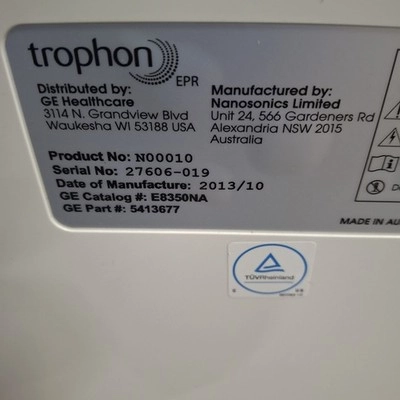 trophon
EPR
Distributed by:
GE Healthcare
3114 N. Grandview Blvd
Waukesha WI 53188 USA
Manufactured by:
Nanosonics Limited
Unit 24, 566 Gardeners Rd
Alexandria NSW 2015
Australia
Product No: N00010
Serial No: 27606-019
Date of Manufacture: 2013/10
GE Catalog #: E8350NA
GE Part #: 5413677
MADE IN AU
TÜVRheinland